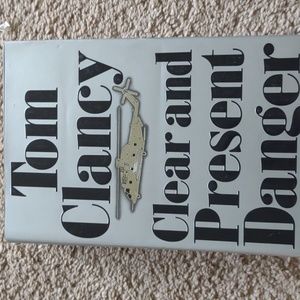 Tom
Clancy
Clear and
Present
Danger